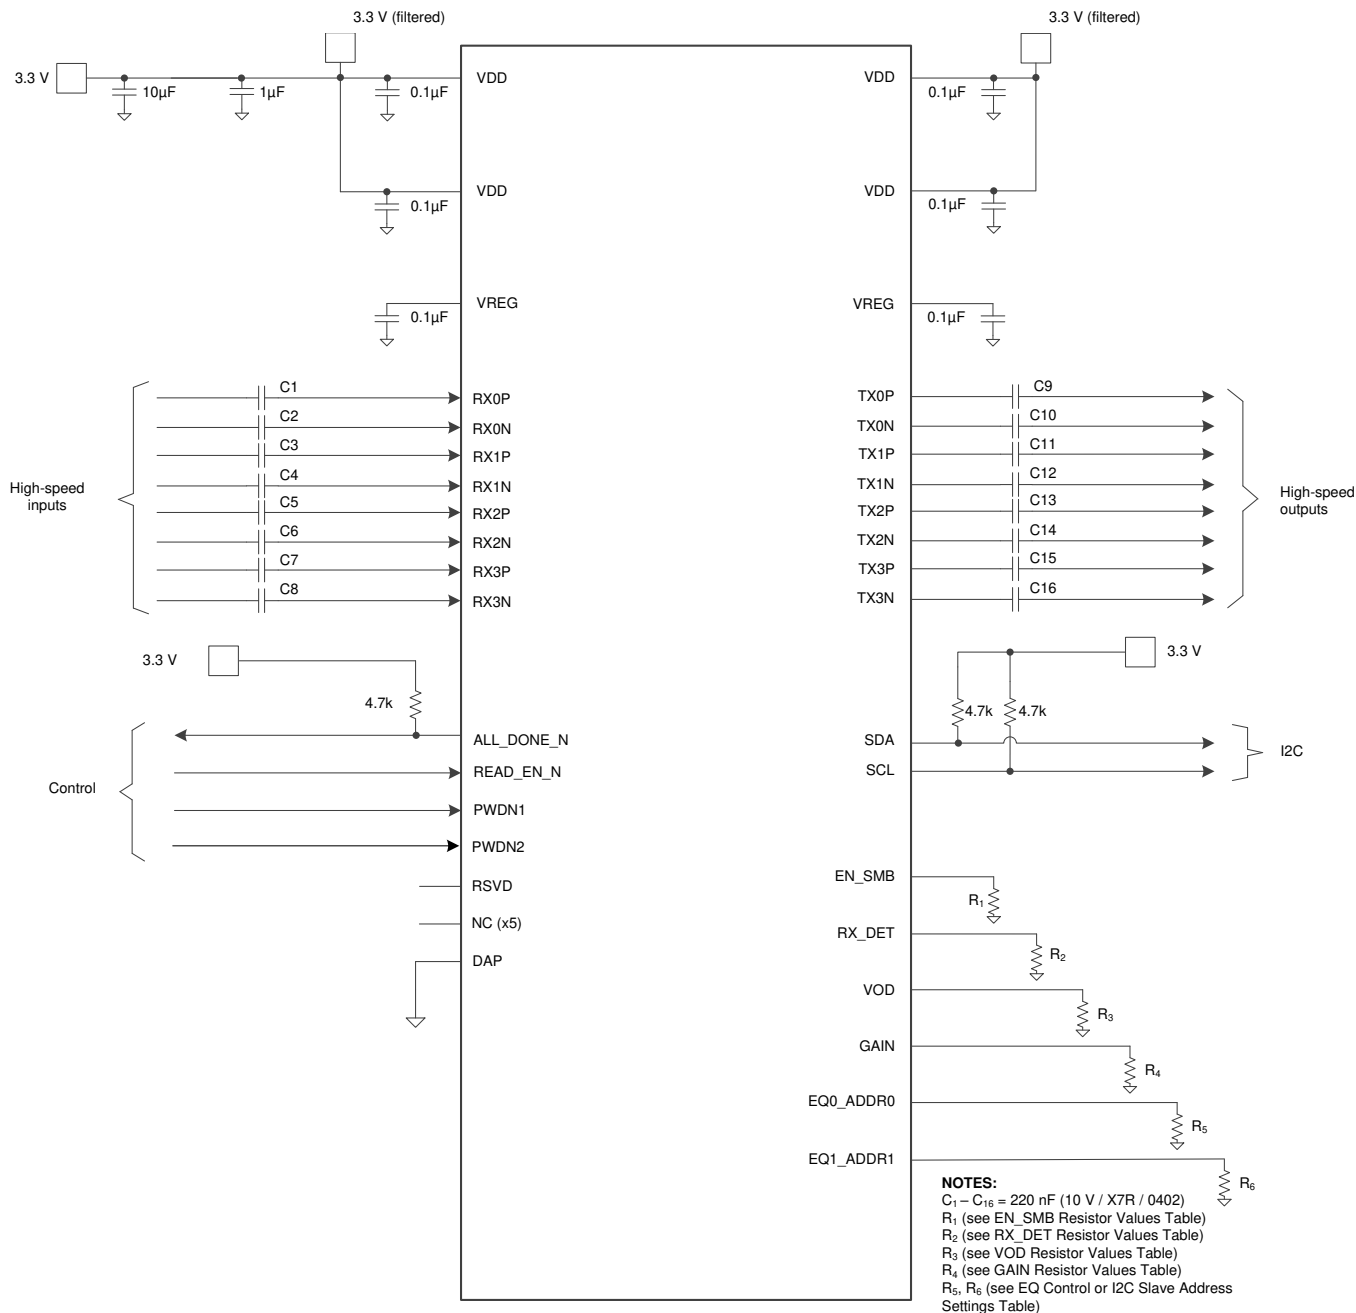 3.3 V (filtered)
3.3 V (filtered)
3.3 V
10µF
1µF
0.1µF
VDD
VDD
0.1µF
0.1µF
VDD
VDD
0.1µF
0.1µF
VREG
VREG
0.1µF
High-speed
inputs
C1
C2
C3
C4
C5
C6
C7
C8
RX0P
RX0N
RX1P
RX1N
RX2P
RX2N
RX3P
RX3N
TX0P
TX0N
TX1P
TX1N
TX2P
TX2N
TX3P
TX3N
C9
C10
C11
C12
C13
C14
C15
C16
High-speed
outputs
3.3 V
4.7k
3.3 V
4.7k
4.7k
Control
ALL_DONE_N
READ_EN_N
PWDN1
PWDN2
RSVD
NC (x5)
DAP
SDA
SCL
I2C
EN_SMB
R1
RX_DET
R2
VOD
R3
GAIN
R4
EQ0_ADDR0
R5
EQ1_ADDR1
R6
NOTES:
C1 – C16 = 220 nF (10 V / X7R / 0402)
R1 (see EN_SMB Resistor Values Table)
R2 (see RX_DET Resistor Values Table)
R3 (see VOD Resistor Values Table)
R4 (see GAIN Resistor Values Table)
R5, R6 (see EQ Control or I2C Slave Address
Settings Table)